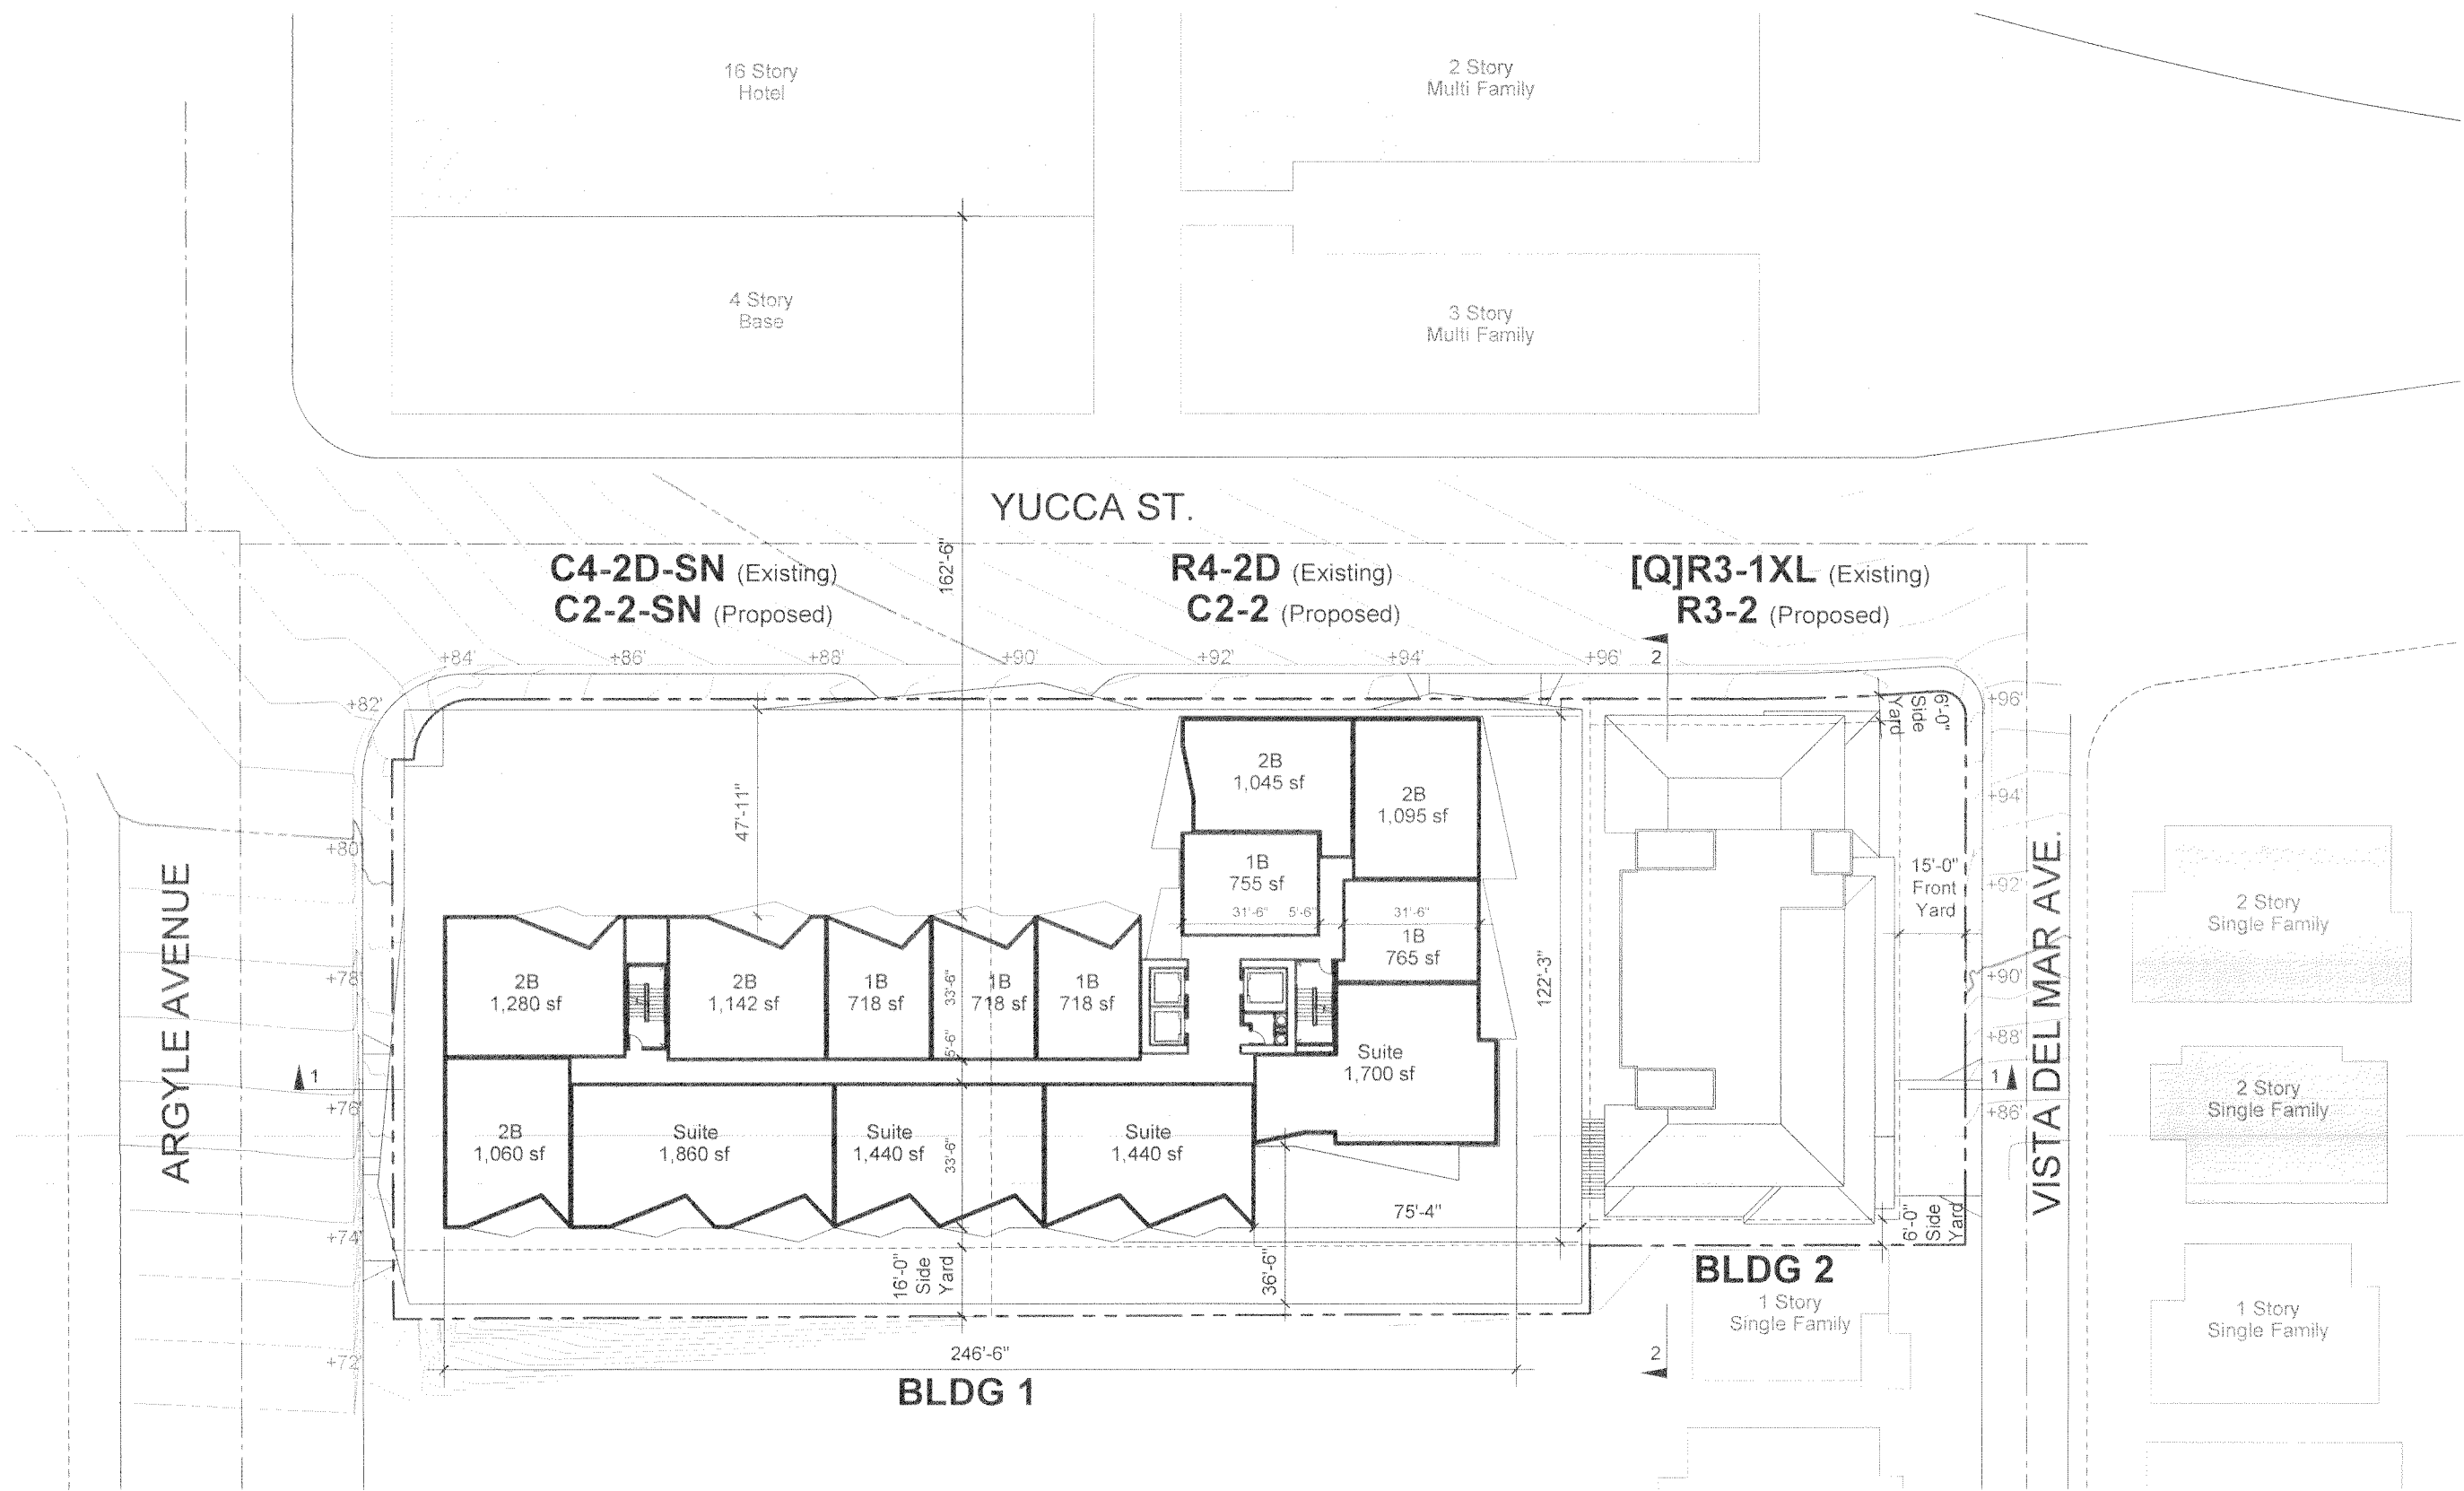 16 Story
Hotel
2 Story
Multi Family
4 Story
Base
3 Story
Multi Family
YUCCA ST.
162'-6"
C4-2D-SN (Existing)
C2-2-SN (Proposed)
R4-2D (Existing)
C2-2 (Proposed)
[Q]R3-1XL (Existing)
R3-2 (Proposed)
+84'
+86'
+88'
+90'
+92'
+94'
+96'
2
+82'
+80'
+78'
+76'
+74'
+72'
+96'
+94'
+92'
+90'
+88'
+86'
6'-0"
Side
Yard
47'-11"
2B
1,045 sf
2B
1,095 sf
1B
755 sf
31'-6"
5'-6"
31'-6"
1B
765 sf
15'-0"
Front
Yard
ARGYLE AVENUE
VISTA DEL MAR AVE.
2 Story
Single Family
2B
1,280 sf
2B
1,142 sf
1B
718 sf
33'-6"
1B
718 sf
1B
718 sf
5'-6"
122'-3"
Suite
1,700 sf
1
1
2 Story
Single Family
2B
1,060 sf
Suite
1,860 sf
Suite
1,440 sf
33'-6"
Suite
1,440 sf
75'-4"
6'-0"
Side
Yard
16'-0"
Side
Yard
36'-6"
BLDG 2
1 Story
Single Family
1 Story
Single Family
246'-6"
2
BLDG 1